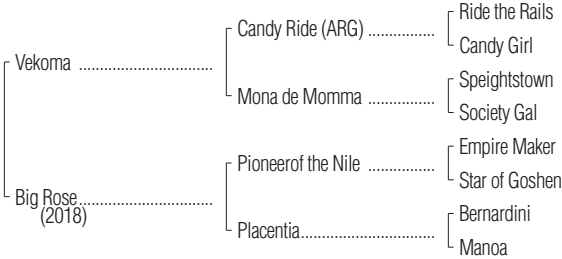 Ride the Rails
Candy Ride (ARG) ................
Candy Girl
Vekoma ................................
Speightstown
Mona de Momma ................
Society Gal
Empire Maker
Pioneerof the Nile ................
Star of Goshen
Big Rose................................
(2018)
Bernardini
Placentia................................
Manoa